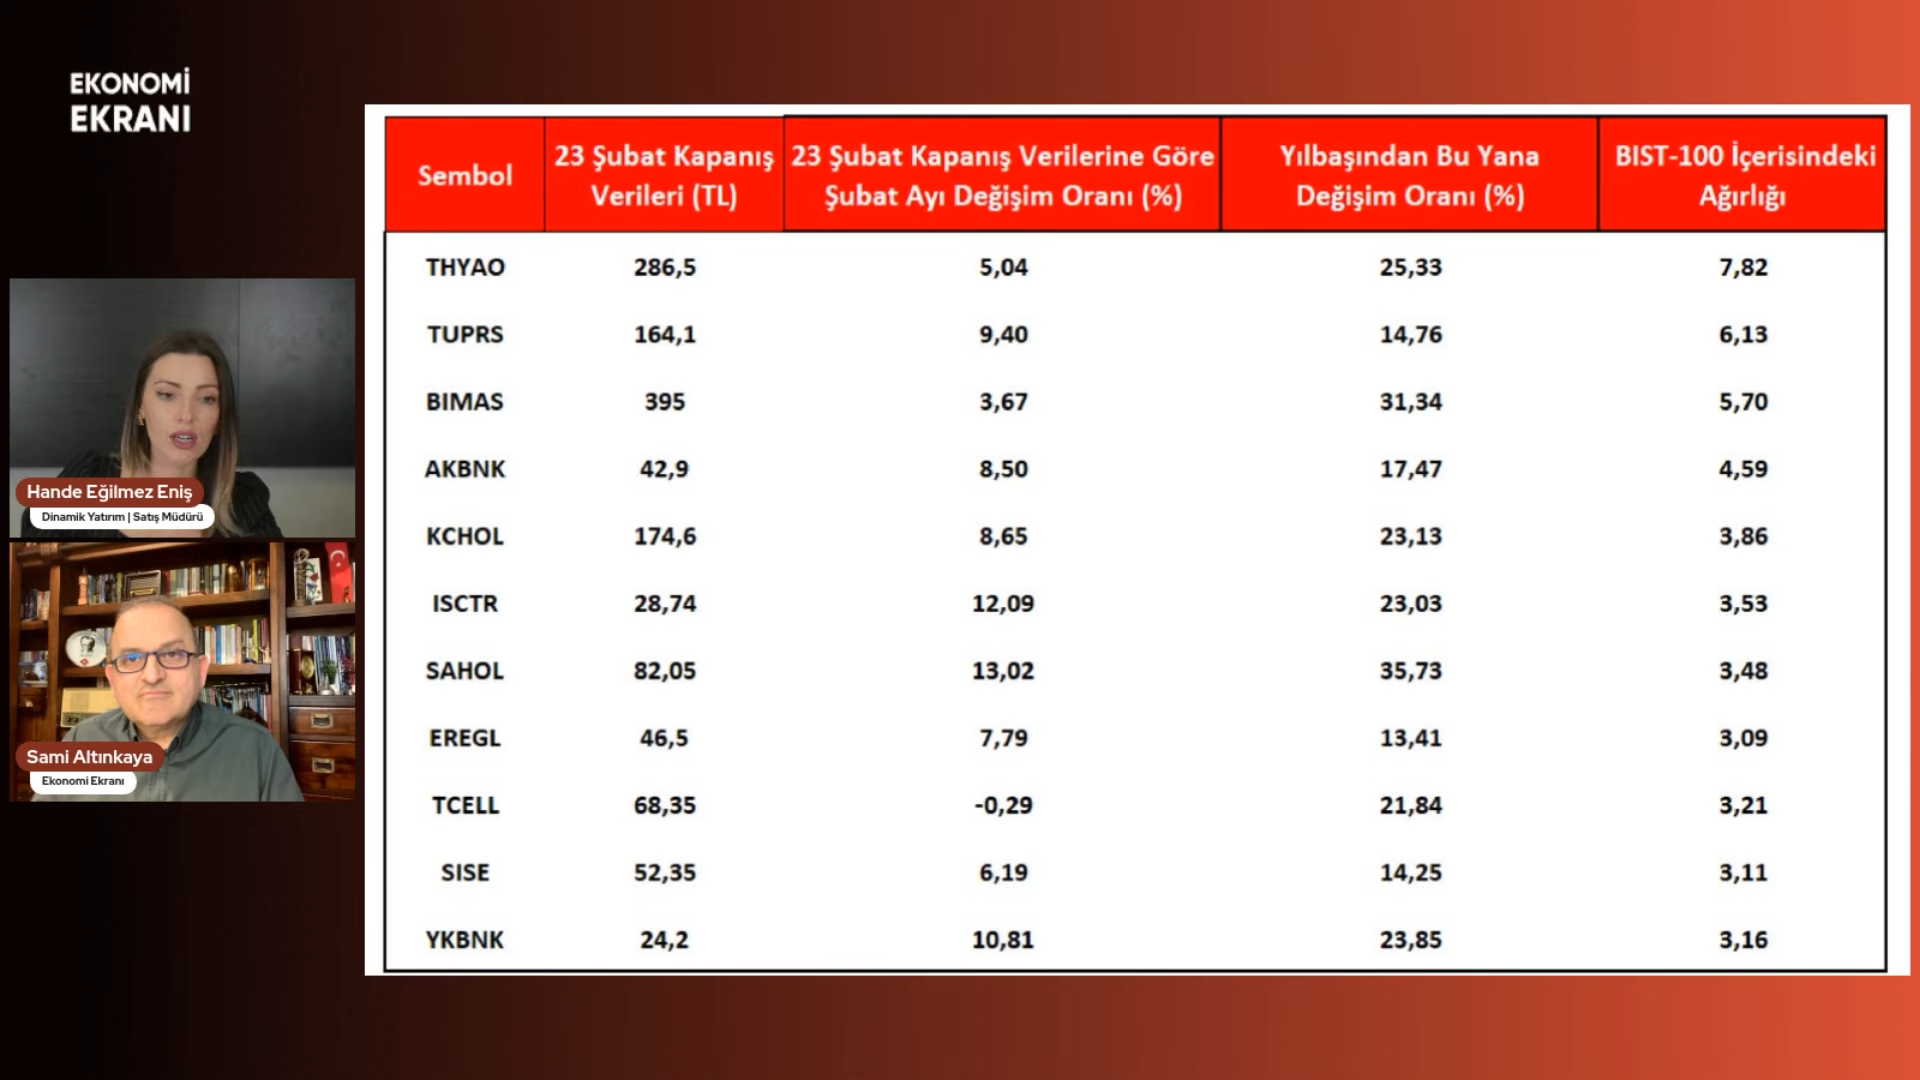 EKONOMİ
EKRANI
Hande Eğilmez Eniş
Dinamik Yatırım | Satış Müdürü
Sami Altınkaya
Ekonomi Ekranı
Sembol
23 Şubat Kapanış
Verileri (TL)
23 Şubat Kapanış Verilerine Göre
Şubat Ayı Değişim Oranı (%)
Yılbaşından Bu Yana
Değişim Oranı (%)
BIST-100 İçerisindeki
Ağırlığı
THYAO 286,5 5,04 25,33 7,82
TUPRS 164,1 9,40 14,76 6,13
BIMAS 395 3,67 31,34 5,70
AKBNK 42,9 8,50 17,47 4,59
KCHOL 174,6 8,65 23,13 3,86
ISCTR 28,74 12,09 23,03 3,53
SAHOL 82,05 13,02 35,73 3,48
EREGL 46,5 7,79 13,41 3,09
TCELL 68,35 -0,29 21,84 3,21
SISE 52,35 6,19 14,25 3,11
YKBNK 24,2 10,81 23,85 3,16